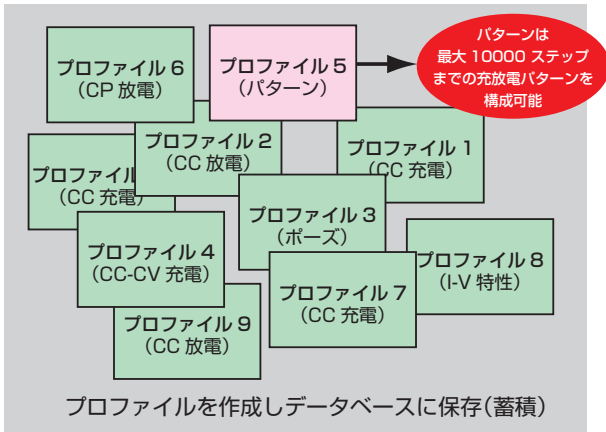 プロファイル 6
(CP 放電)
プロファイル 5
(パターン)
パターンは
最大 10000 ステップ
までの充放電パターンを
構成可能
プロファイル 2
(CC 放電)
プロファイル 1
(CC 充電)
プロファイル
(CC 充電)
プロファイル 3
(ポーズ)
プロファイル 4
(CC-CV 充電)
プロファイル 8
(I-V 特性)
プロファイル 7
(CC 充電)
プロファイル 9
(CC 放電)
プロファイルを作成しデータベースに保存(蓄積)